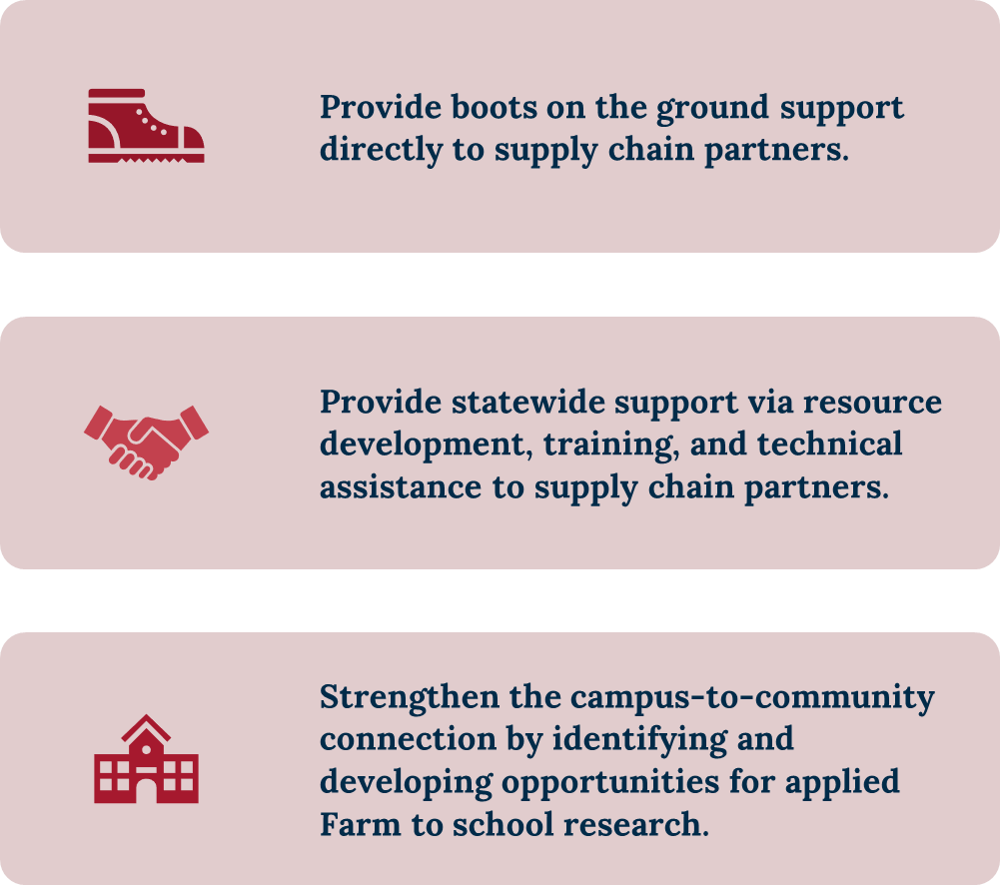 Provide boots on the ground support
directly to supply chain partners.
Provide statewide support via resource
development, training, and technical
assistance to supply chain partners.
Strengthen the campus-to-community
connection by identifying and
developing opportunities for applied
Farm to school research.